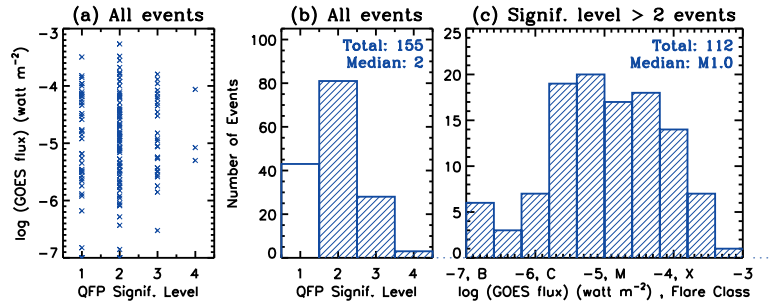 (a) All events
log (GOES flux) (watt m⁻²)
-3
-4
-5
-6
-7
1 2 3 4
QFP Signif. Level
(b) All events
Total: 155
Median: 2
Number of Events
100
80
60
40
20
0
1 2 3 4
QFP Signif. Level
(c) Signif. level > 2 events
Total: 112
Median: M1.0
25
20
15
10
5
0
-7, B -6, C -5, M -4, X -3
log (GOES flux) (watt m⁻²) , Flare Class